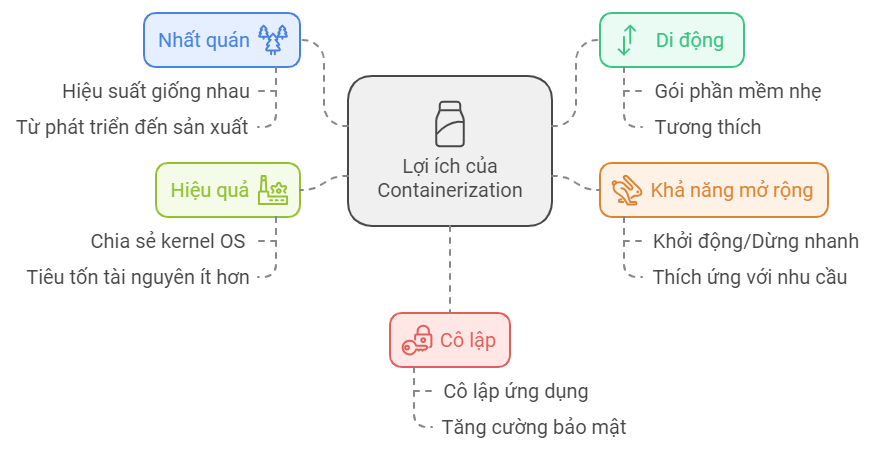 Nhất quán
Hiệu suất giống nhau
Từ phát triển đến sản xuất
Hiệu quả
Chia sẻ kernel OS
Tiêu tốn tài nguyên ít hơn
Lợi ích của
Containerization
Di động
Gói phần mềm nhẹ
Tương thích
Khả năng mở rộng
Khởi động/Dừng nhanh
Thích ứng với nhu cầu
Cô lập
Cô lập ứng dụng
Tăng cường bảo mật